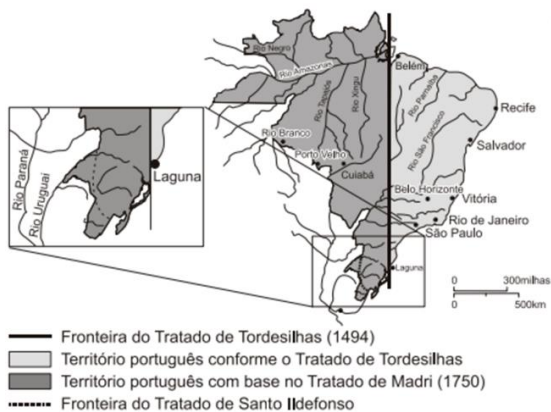 Rio Negro
Rio Amazonas
Belém
Rio Tapajós
Rio Xingu
Rio Parnaíba
Rio São Francisco
Recife
Rio Branco
Porto Velho
Salvador
Cuiabá
Belo Horizonte
Vitória
Rio de Janeiro
São Paulo
Laguna
Rio Paraná
Rio Uruguai
Laguna
0 300milhas
0 500km
Fronteira do Tratado de Tordesilhas (1494)
Território português conforme o Tratado de Tordesilhas
Território português com base no Tratado de Madri (1750)
Fronteira do Tratado de Santo Ildefonso